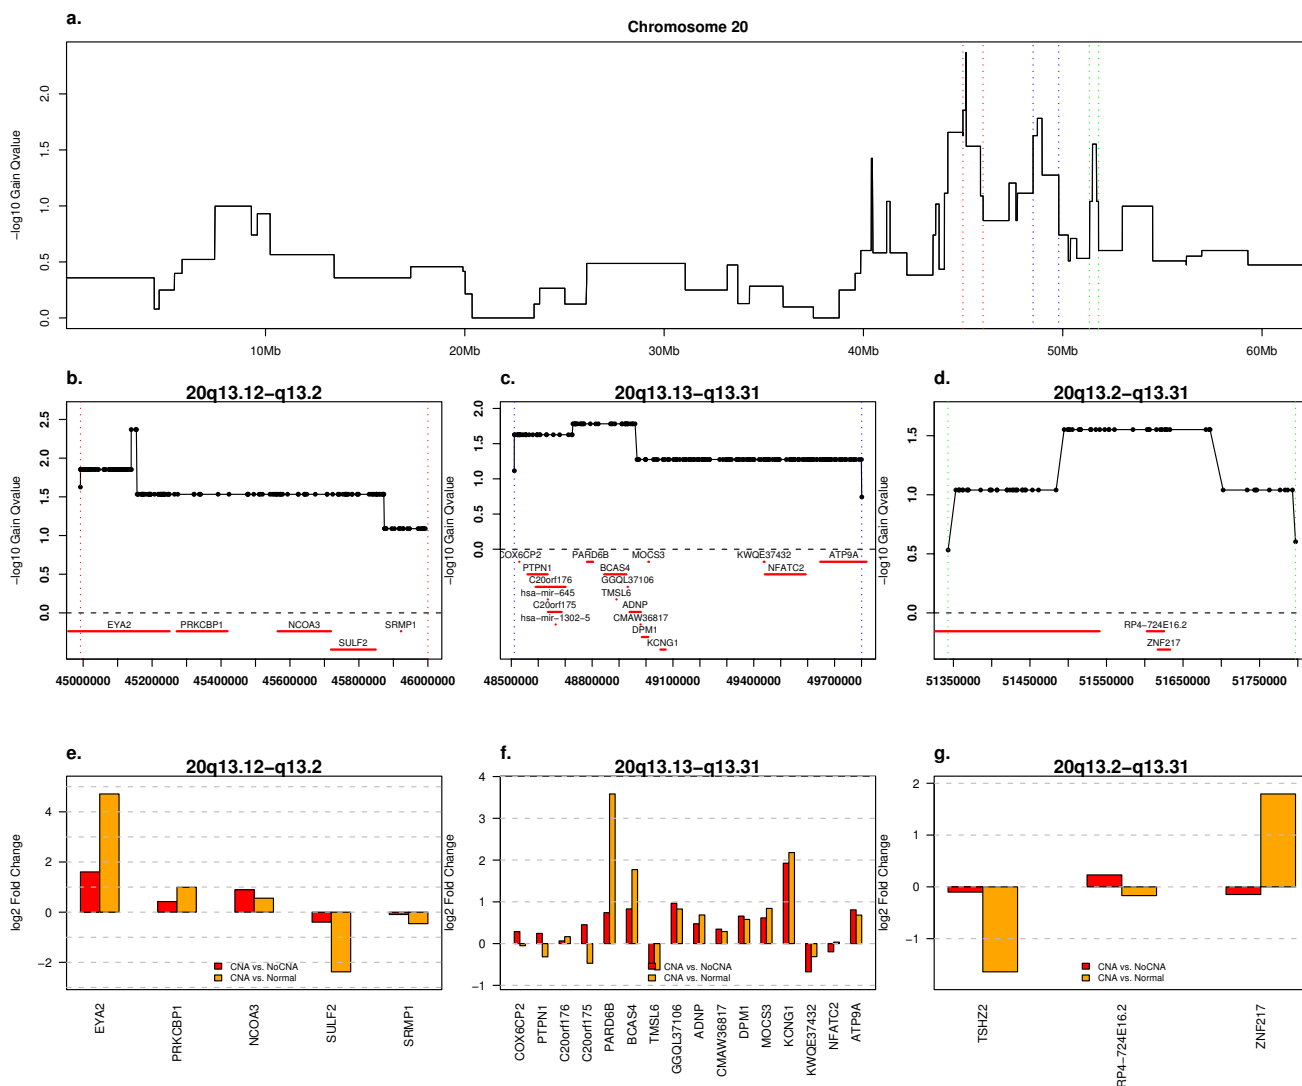 a.
Chromosome 20
−log10 Gain Qvalue
0.0
0.5
1.0
1.5
2.0
10Mb 20Mb 30Mb 40Mb 50Mb 60Mb
b.
20q13.12−q13.2
−log10 Gain Qvalue
0.0
0.5
1.0
1.5
2.0
2.5
EYA2 PRKCBP1 NCOA3 SRMP1
SULF2
45000000 45200000 45400000 45600000 45800000 46000000
c.
20q13.13−q13.31
−log10 Gain Qvalue
0.0
0.5
1.0
1.5
2.0
COX6CP2 PARD6B MOCS3 KWQE37432 ATP9A
PTPN1 BCAS4 NFATC2
C20orf176 GGQL37106
hsa−mir−645 TMSL6
C20orf175 ADNP
hsa−mir−1302−5 CMAW36817
DPM1
KCNG1
48500000 48800000 49100000 49400000 49700000
d.
20q13.2−q13.31
−log10 Gain Qvalue
0.0
0.5
1.0
1.5
RP4−724E16.2
ZNF217
51350000 51450000 51550000 51650000 51750000
e.
20q13.12−q13.2
log2 Fold Change
−2
0
2
4
CNA vs. NoCNA
CNA vs. Normal
EYA2
PRKCBP1
NCOA3
SULF2
SRMP1
f.
20q13.13−q13.31
log2 Fold Change
−1
0
1
2
3
4
CNA vs. NoCNA
CNA vs. Normal
COX6CP2
PTPN1
C20orf176
C20orf175
PARD6B
BCAS4
TMSL6
GGQL37106
ADNP
CMAW36817
DPM1
MOCS3
KCNG1
KWQE37432
NFATC2
ATP9A
g.
20q13.2−q13.31
log2 Fold Change
−1
0
1
2
CNA vs. NoCNA
CNA vs. Normal
TSHZ2
RP4−724E16.2
ZNF217